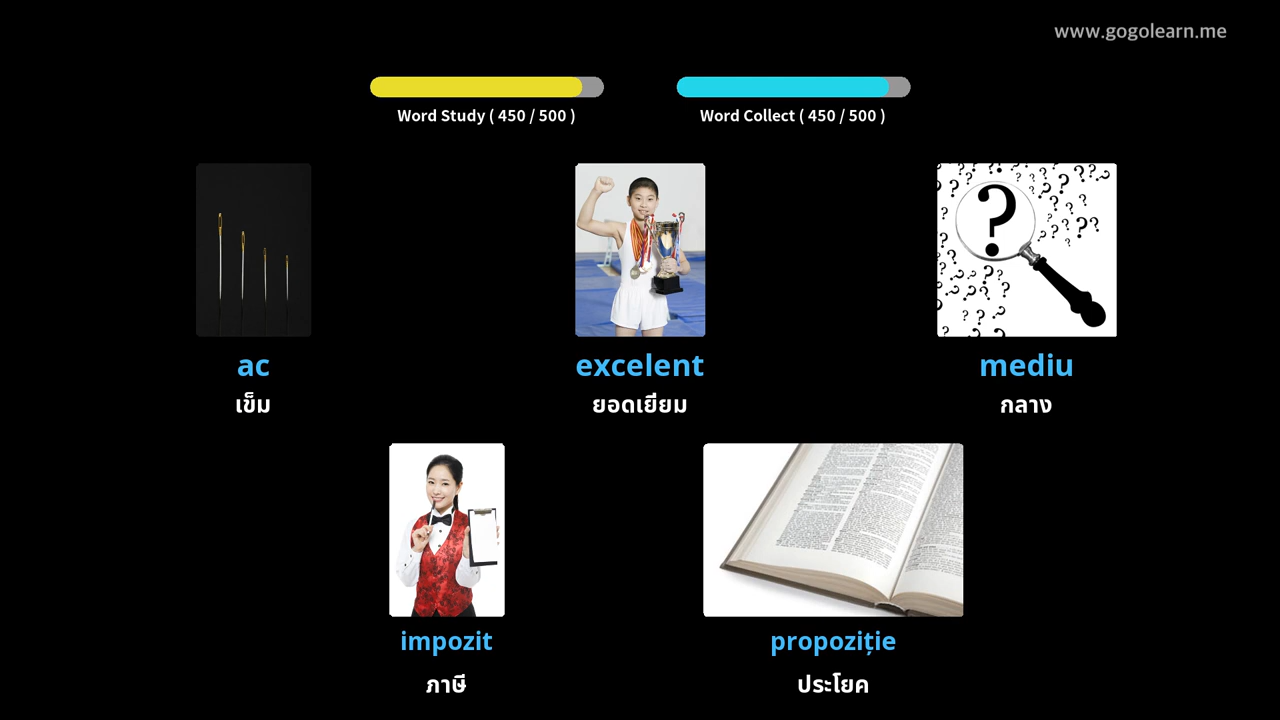 www.gogolearn.me
Word Study ( 450 / 500 )
Word Collect ( 450 / 500 )
ac
excelent
mediu
เข็ม
ยอดเยี่ยม
กลาง
impozit
propoziție
ภาษี
ประโยค